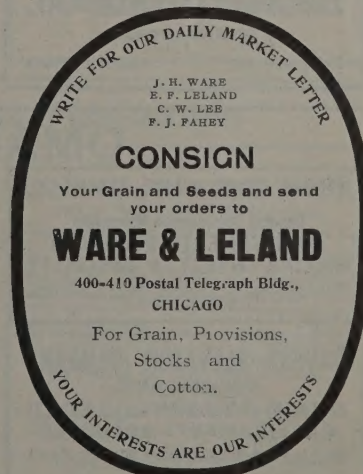 WRITE FOR OUR DAILY MARKET LETTER
J. H. WARE
E. F. LELAND
C. W. LEE
F. J. FAHEY
CONSIGN
Your Grain and Seeds and send
your orders to
WARE & LELAND
400-410 Postal Telegraph Bldg.,
CHICAGO
For Grain, Provisions,
Stocks and
Cotton.
YOUR INTERESTS ARE OUR INTERESTS